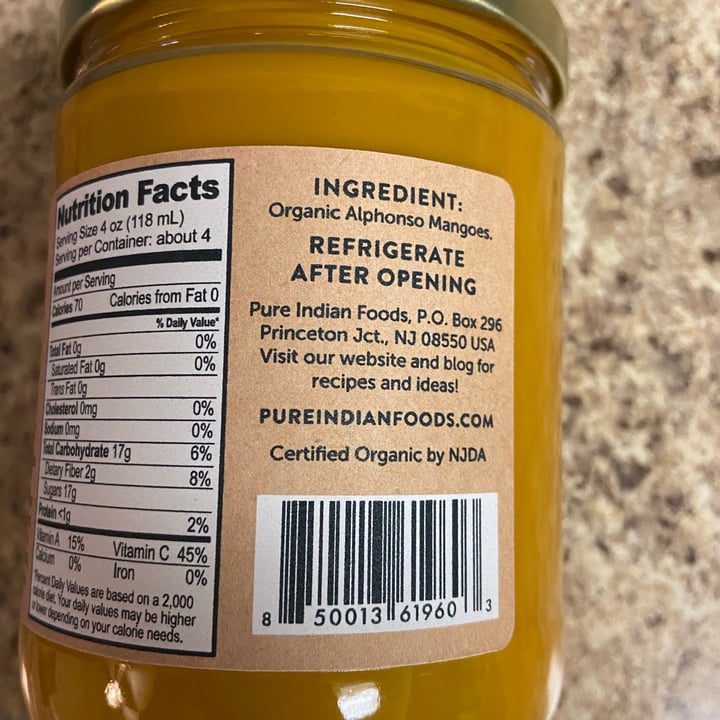 Nutrition Facts
Serving Size 4 oz (118 mL)
Serving per Container: about 4
Amount per Serving
Calories 70 Calories from Fat 0
% Daily Value*
Total Fat 0g 0%
Saturated Fat 0g 0%
Trans Fat 0g
Cholesterol 0mg 0%
Sodium 0mg 0%
Total Carbohydrate 17g 6%
Dietary Fiber 2g 8%
Sugars 17g
Protein <1g 2%
Vitamin A 15% Vitamin C 45%
Calcium 0% Iron 0%
*Percent Daily Values are based on a 2,000
calorie diet. Your daily values may be higher
or lower depending on your calorie needs.
INGREDIENT:
Organic Alphonso Mangoes.
REFRIGERATE
AFTER OPENING
Pure Indian Foods, P.O. Box 296
Princeton Jct., NJ 08550 USA
Visit our website and blog for
recipes and ideas!
PUREINDIANFOODS.COM
Certified Organic by NJDA
8 50013 61960 3